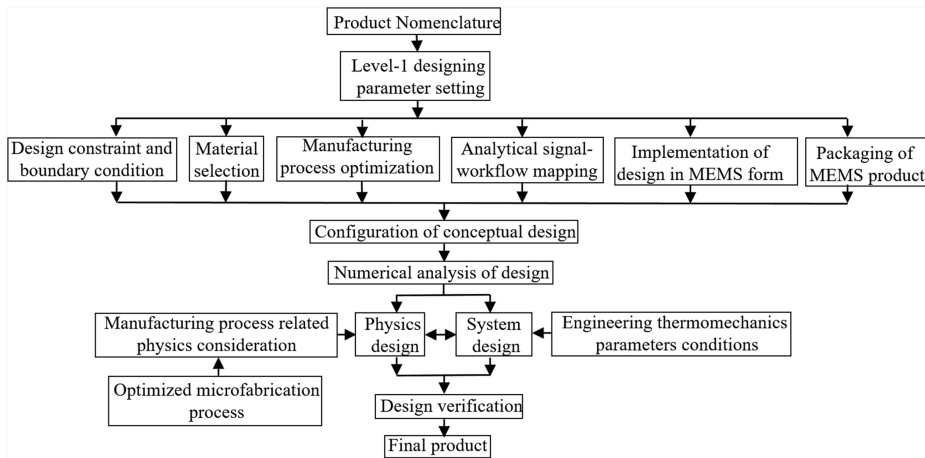 Product Nomenclature
Level-1 designing
parameter setting
Design constraint and
boundary condition
Material
selection
Manufacturing
process optimization
Analytical signal-
workflow mapping
Implementation of
design in MEMS form
Packaging of
MEMS product
Configuration of conceptual design
Numerical analysis of design
Manufacturing process related
physics consideration
Physics
design
System
design
Engineering thermomechanics
parameters conditions
Optimized microfabrication
process
Design verification
Final product